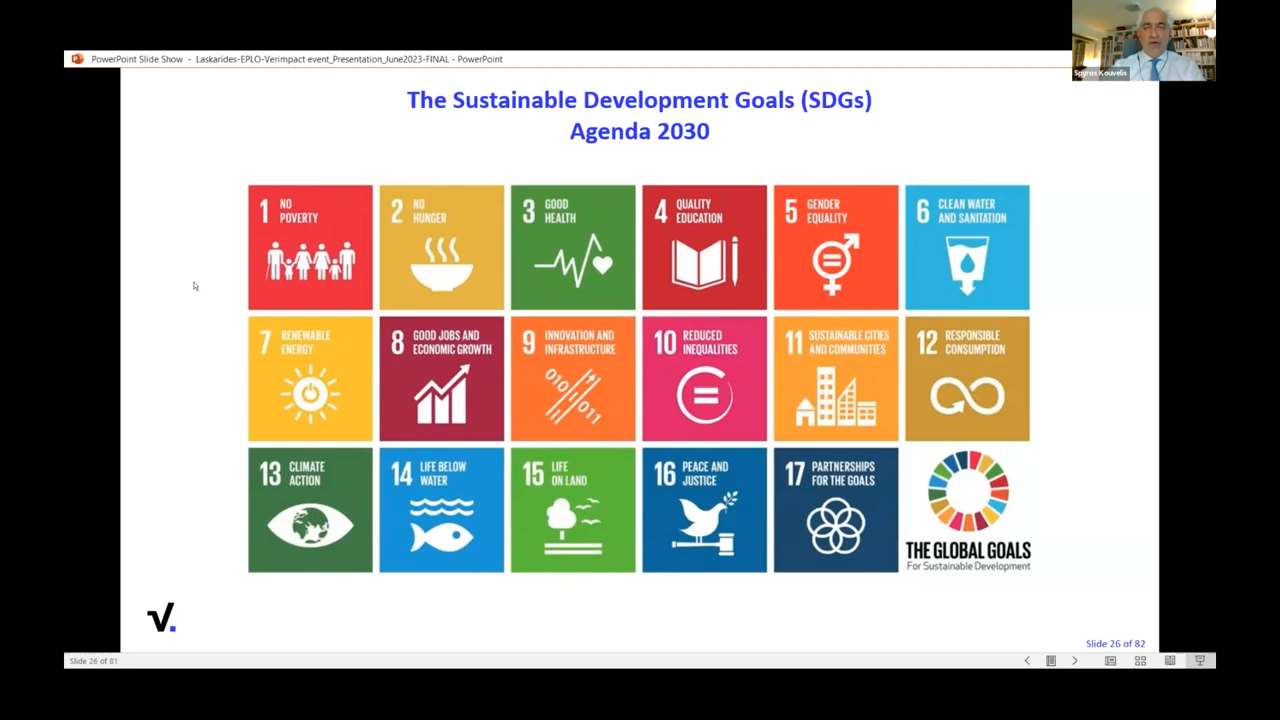 PowerPoint Slide Show - Laskarides-EPLO-Verimpact event_Presentation_June2023-FINAL - PowerPoint
Spyros Kouvelis
The Sustainable Development Goals (SDGs)
Agenda 2030
1 NO
POVERTY
2 NO
HUNGER
3 GOOD
HEALTH
4 QUALITY
EDUCATION
5 GENDER
EQUALITY
6 CLEAN WATER
AND SANITATION
7 RENEWABLE
ENERGY
8 GOOD JOBS AND
ECONOMIC GROWTH
9 INNOVATION AND
INFRASTRUCTURE
010
011
10 REDUCED
INEQUALITIES
11 SUSTAINABLE CITIES
AND COMMUNITIES
12 RESPONSIBLE
CONSUMPTION
13 CLIMATE
ACTION
14 LIFE BELOW
WATER
15 LIFE
ON LAND
16 PEACE AND
JUSTICE
17 PARTNERSHIPS
FOR THE GOALS
THE GLOBAL GOALS
For Sustainable Development
V.
Slide 26 of 82
Slide 26 of 81